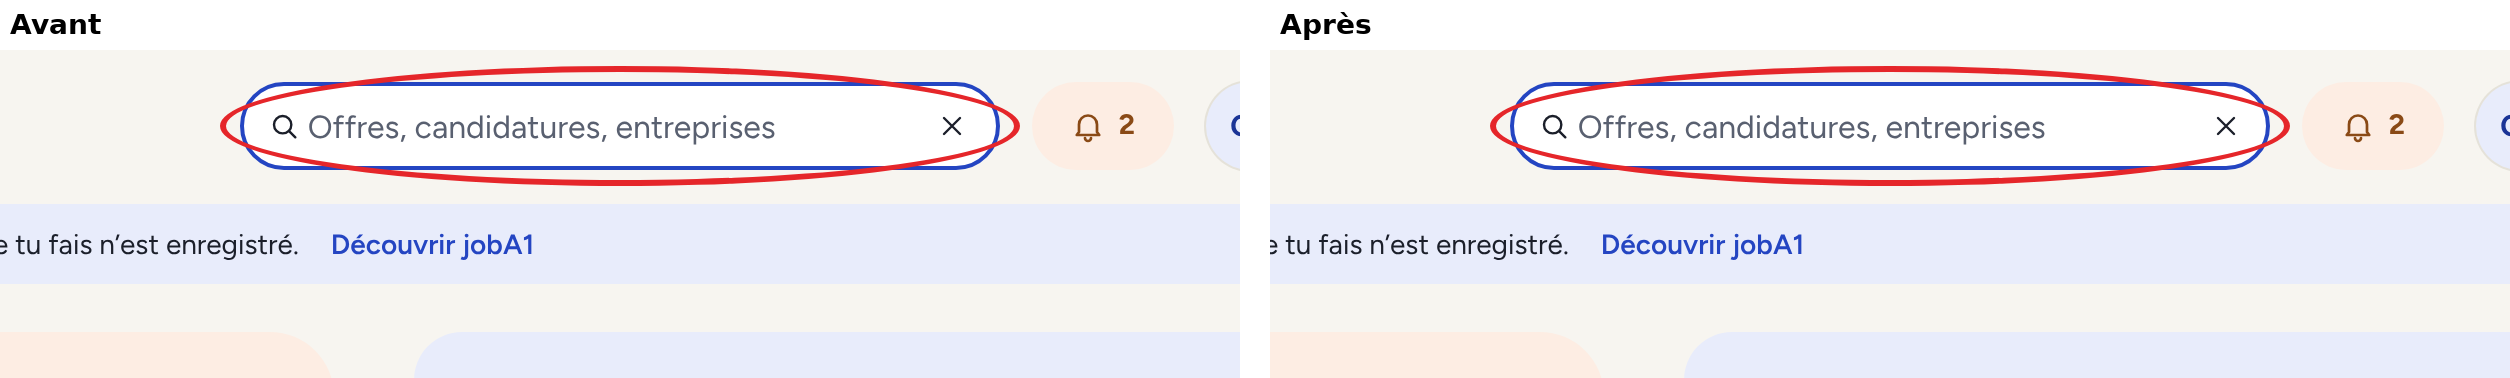 Avant
Offres, candidatures, entreprises
2
e tu fais n’est enregistré. Découvrir jobA1
Après
Offres, candidatures, entreprises
2
e tu fais n’est enregistré. Découvrir jobA1